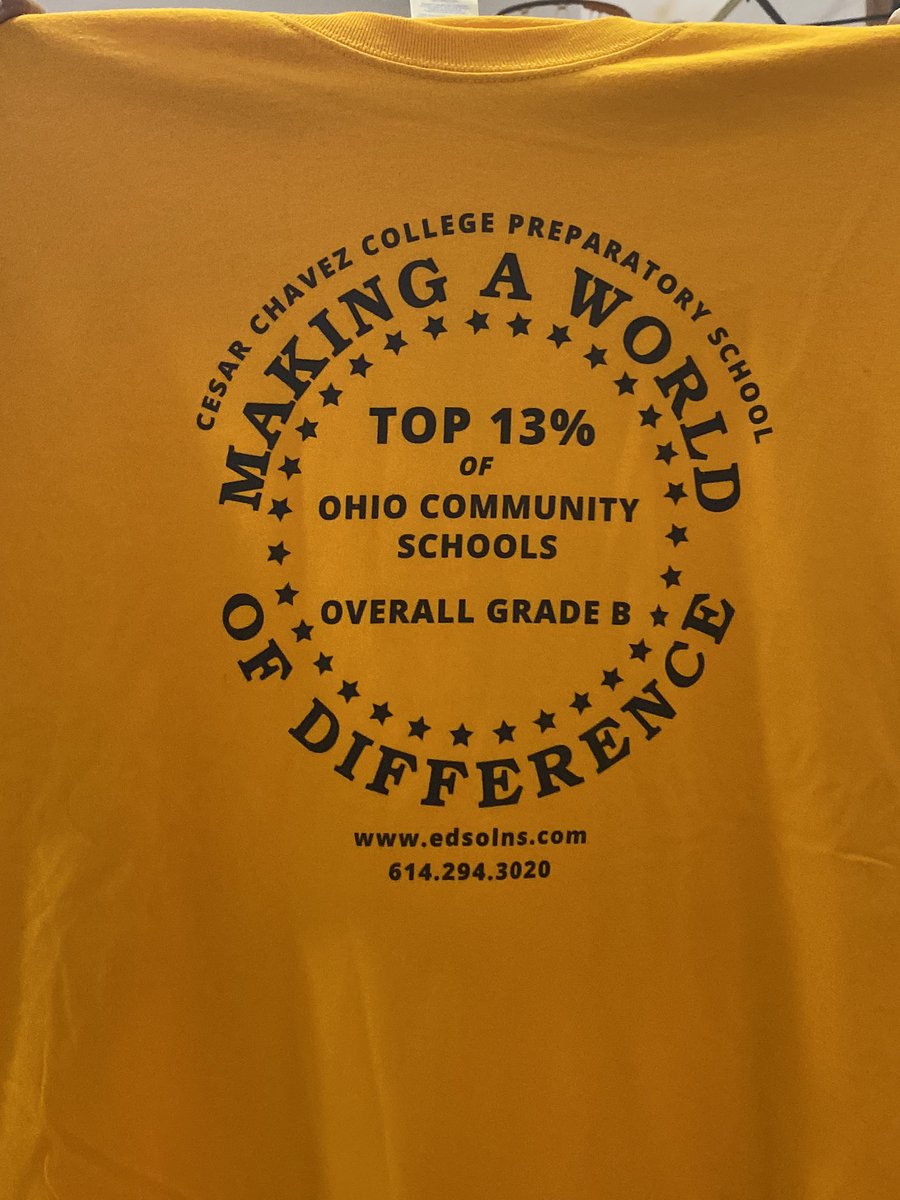 CESAR CHAVEZ COLLEGE PREPARATORY SCHOOL
MAKING A WORLD
TOP 13%
OF
OHIO COMMUNITY
SCHOOLS
OVERALL GRADE B
OF DIFFERENCE
www.edsolns.com
614.294.3020